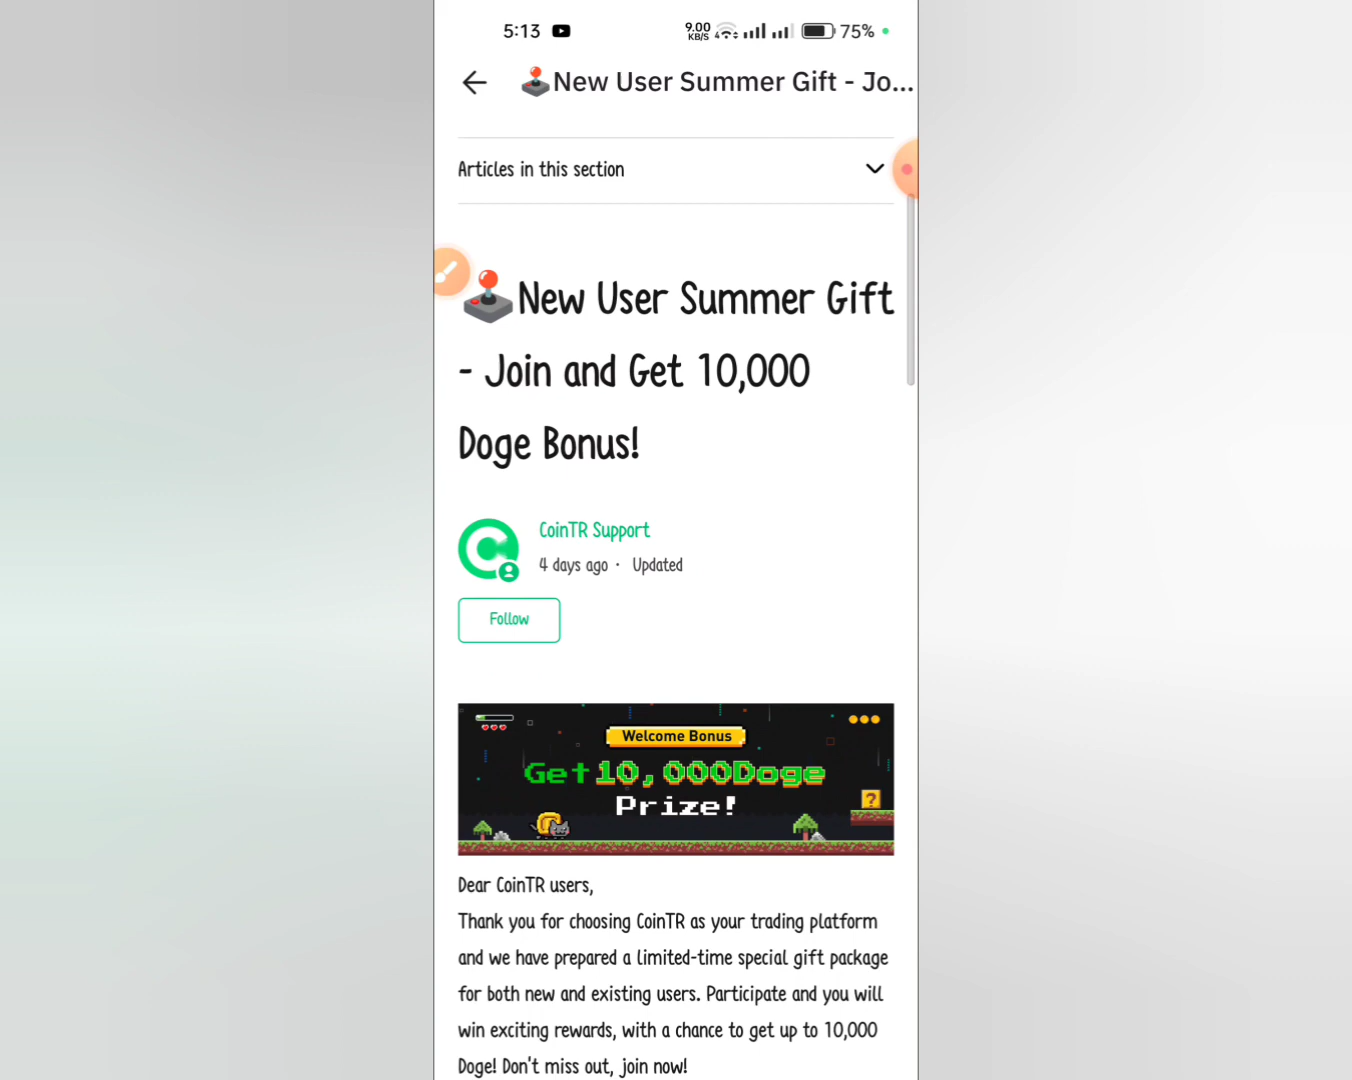 5:13 9.00 KB/S 75%
New User Summer Gift - Jo...
Articles in this section
New User Summer Gift
- Join and Get 10,000
Doge Bonus!
CoinTR Support
4 days ago · Updated
Follow
Welcome Bonus
Get 10,000Doge
Prize!
?
Dear CoinTR users,
Thank you for choosing CoinTR as your trading platform
and we have prepared a limited-time special gift package
for both new and existing users. Participate and you will
win exciting rewards, with a chance to get up to 10,000
Doge! Don't miss out, join now!